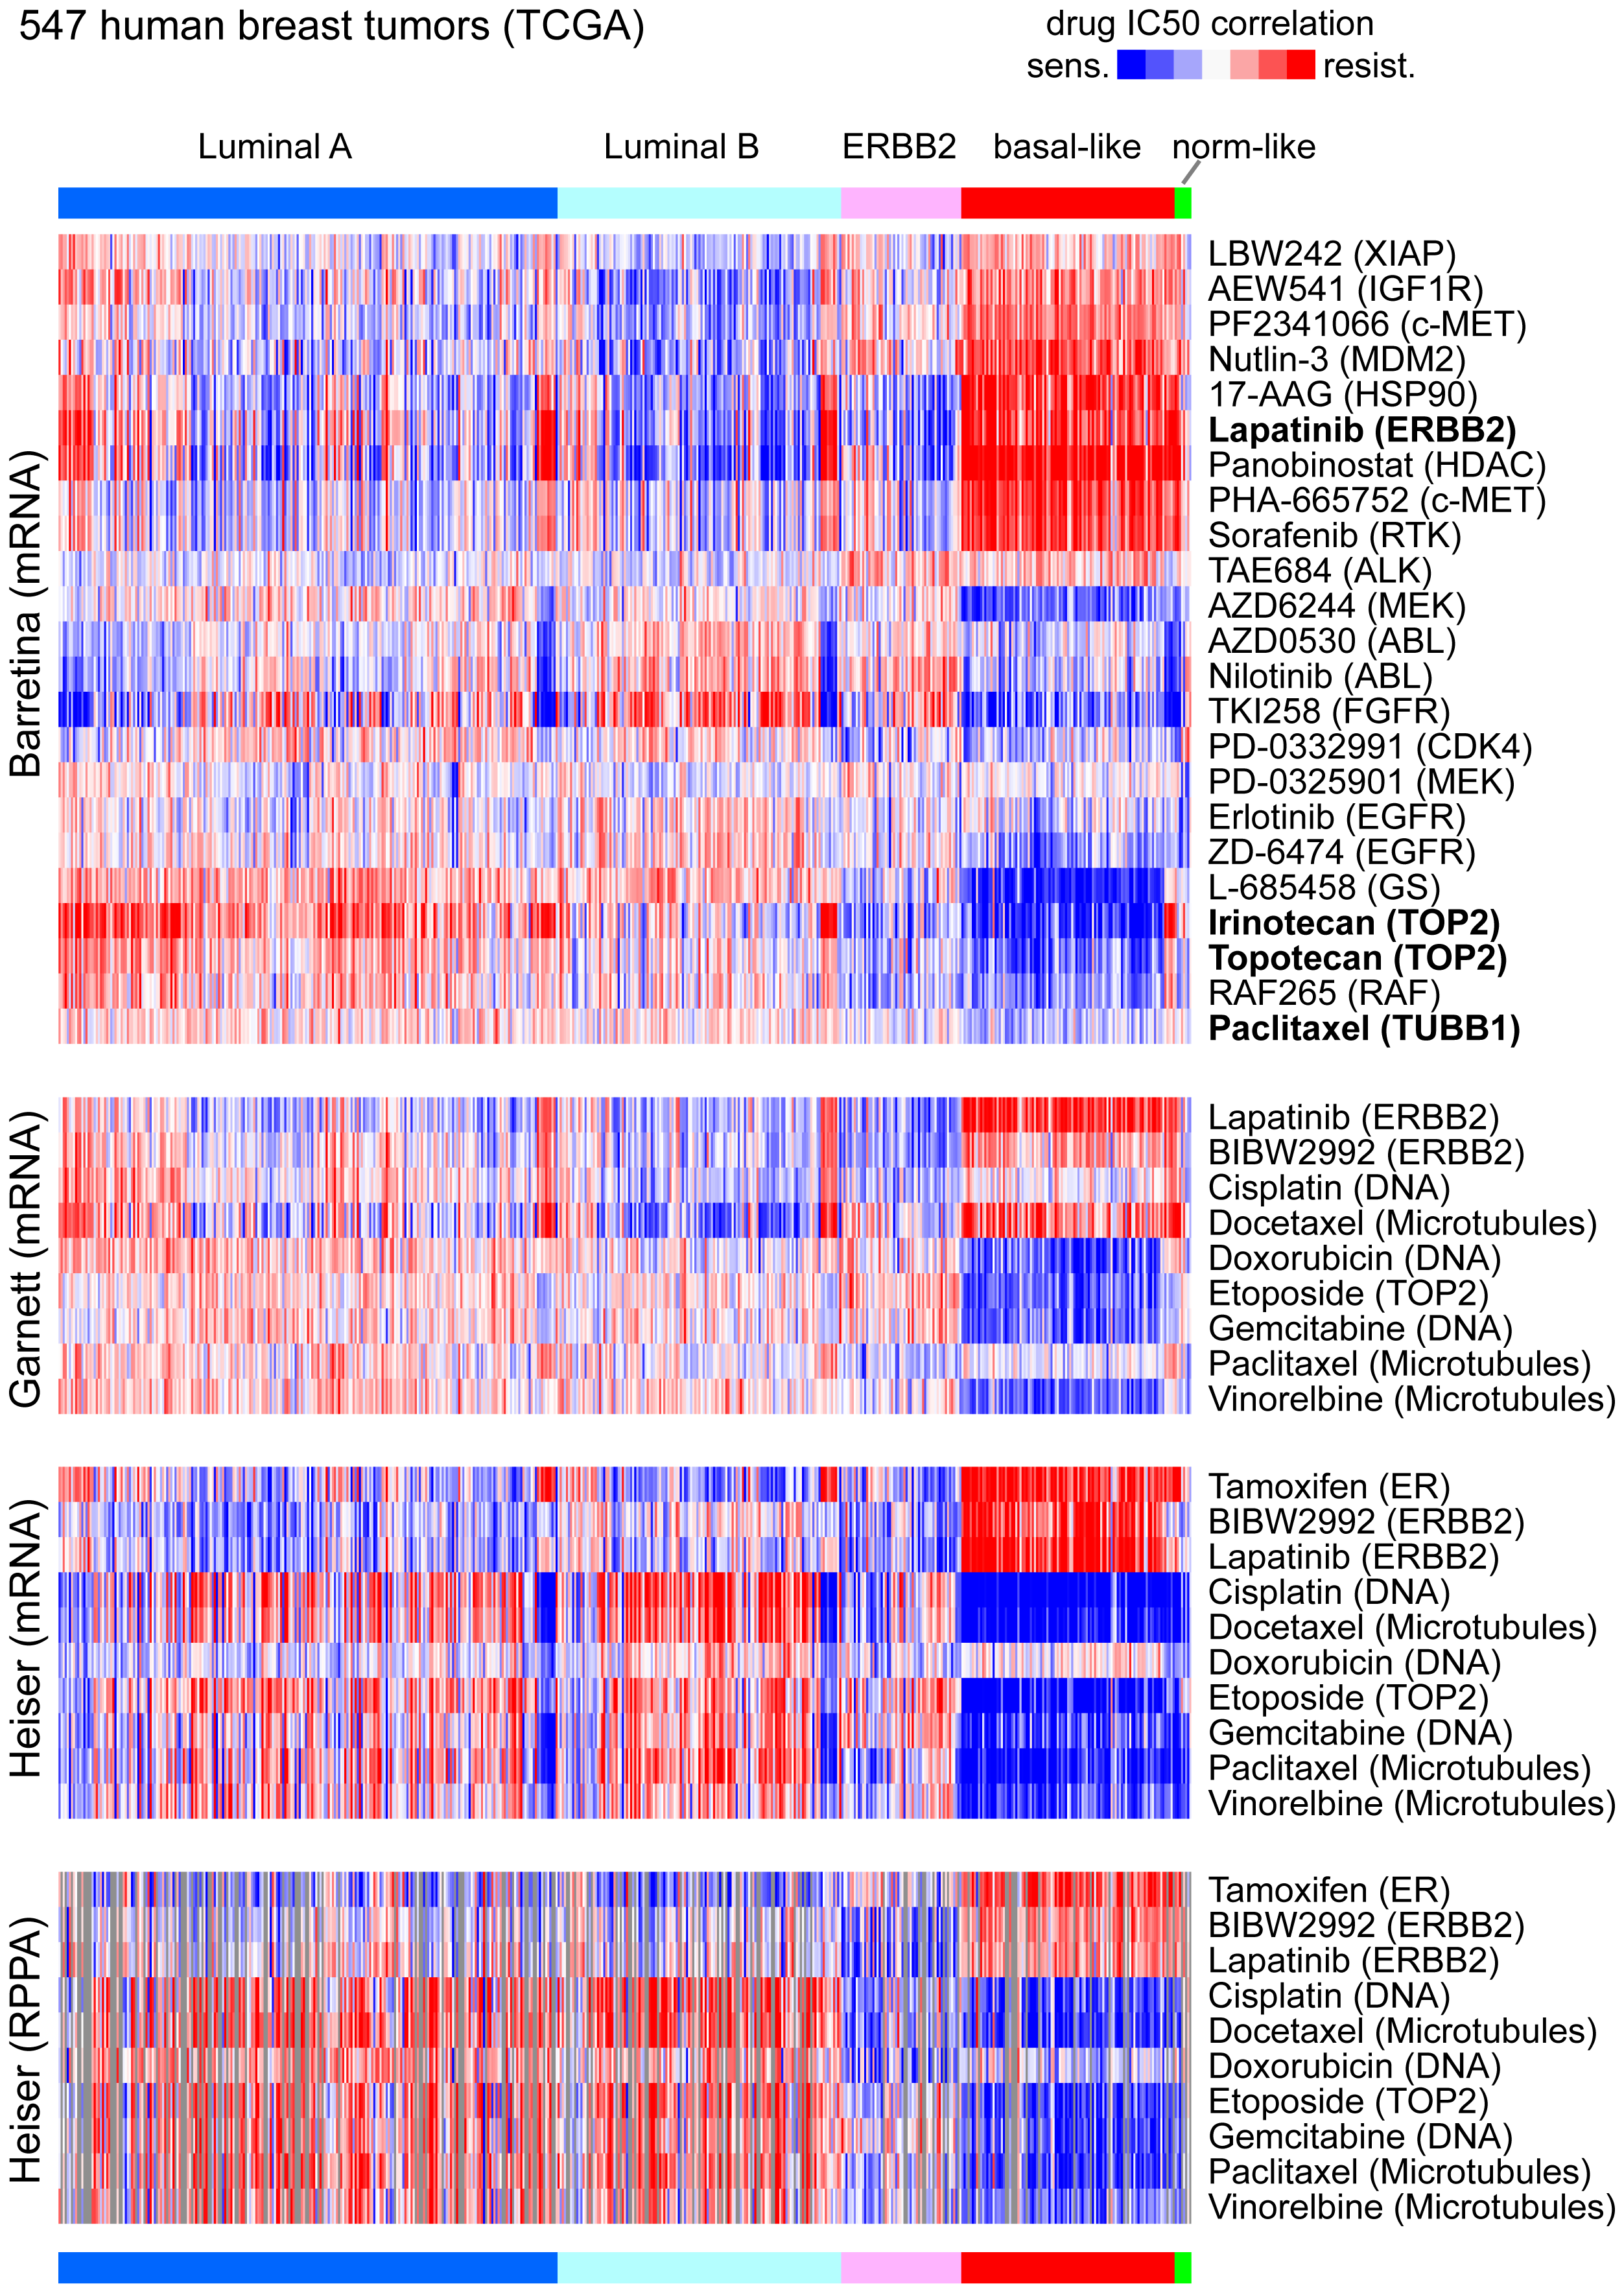 547 human breast tumors (TCGA)
drug IC50 correlation
sens. resist.
Luminal A Luminal B ERBB2 basal-like norm-like
Barretina (mRNA)
LBW242 (XIAP)
AEW541 (IGF1R)
PF2341066 (c-MET)
Nutlin-3 (MDM2)
17-AAG (HSP90)
Lapatinib (ERBB2)
Panobinostat (HDAC)
PHA-665752 (c-MET)
Sorafenib (RTK)
TAE684 (ALK)
AZD6244 (MEK)
AZD0530 (ABL)
Nilotinib (ABL)
TKI258 (FGFR)
PD-0332991 (CDK4)
PD-0325901 (MEK)
Erlotinib (EGFR)
ZD-6474 (EGFR)
L-685458 (GS)
Irinotecan (TOP2)
Topotecan (TOP2)
RAF265 (RAF)
Paclitaxel (TUBB1)
Garnett (mRNA)
Lapatinib (ERBB2)
BIBW2992 (ERBB2)
Cisplatin (DNA)
Docetaxel (Microtubules)
Doxorubicin (DNA)
Etoposide (TOP2)
Gemcitabine (DNA)
Paclitaxel (Microtubules)
Vinorelbine (Microtubules)
Heiser (mRNA)
Tamoxifen (ER)
BIBW2992 (ERBB2)
Lapatinib (ERBB2)
Cisplatin (DNA)
Docetaxel (Microtubules)
Doxorubicin (DNA)
Etoposide (TOP2)
Gemcitabine (DNA)
Paclitaxel (Microtubules)
Vinorelbine (Microtubules)
Heiser (RPPA)
Tamoxifen (ER)
BIBW2992 (ERBB2)
Lapatinib (ERBB2)
Cisplatin (DNA)
Docetaxel (Microtubules)
Doxorubicin (DNA)
Etoposide (TOP2)
Gemcitabine (DNA)
Paclitaxel (Microtubules)
Vinorelbine (Microtubules)